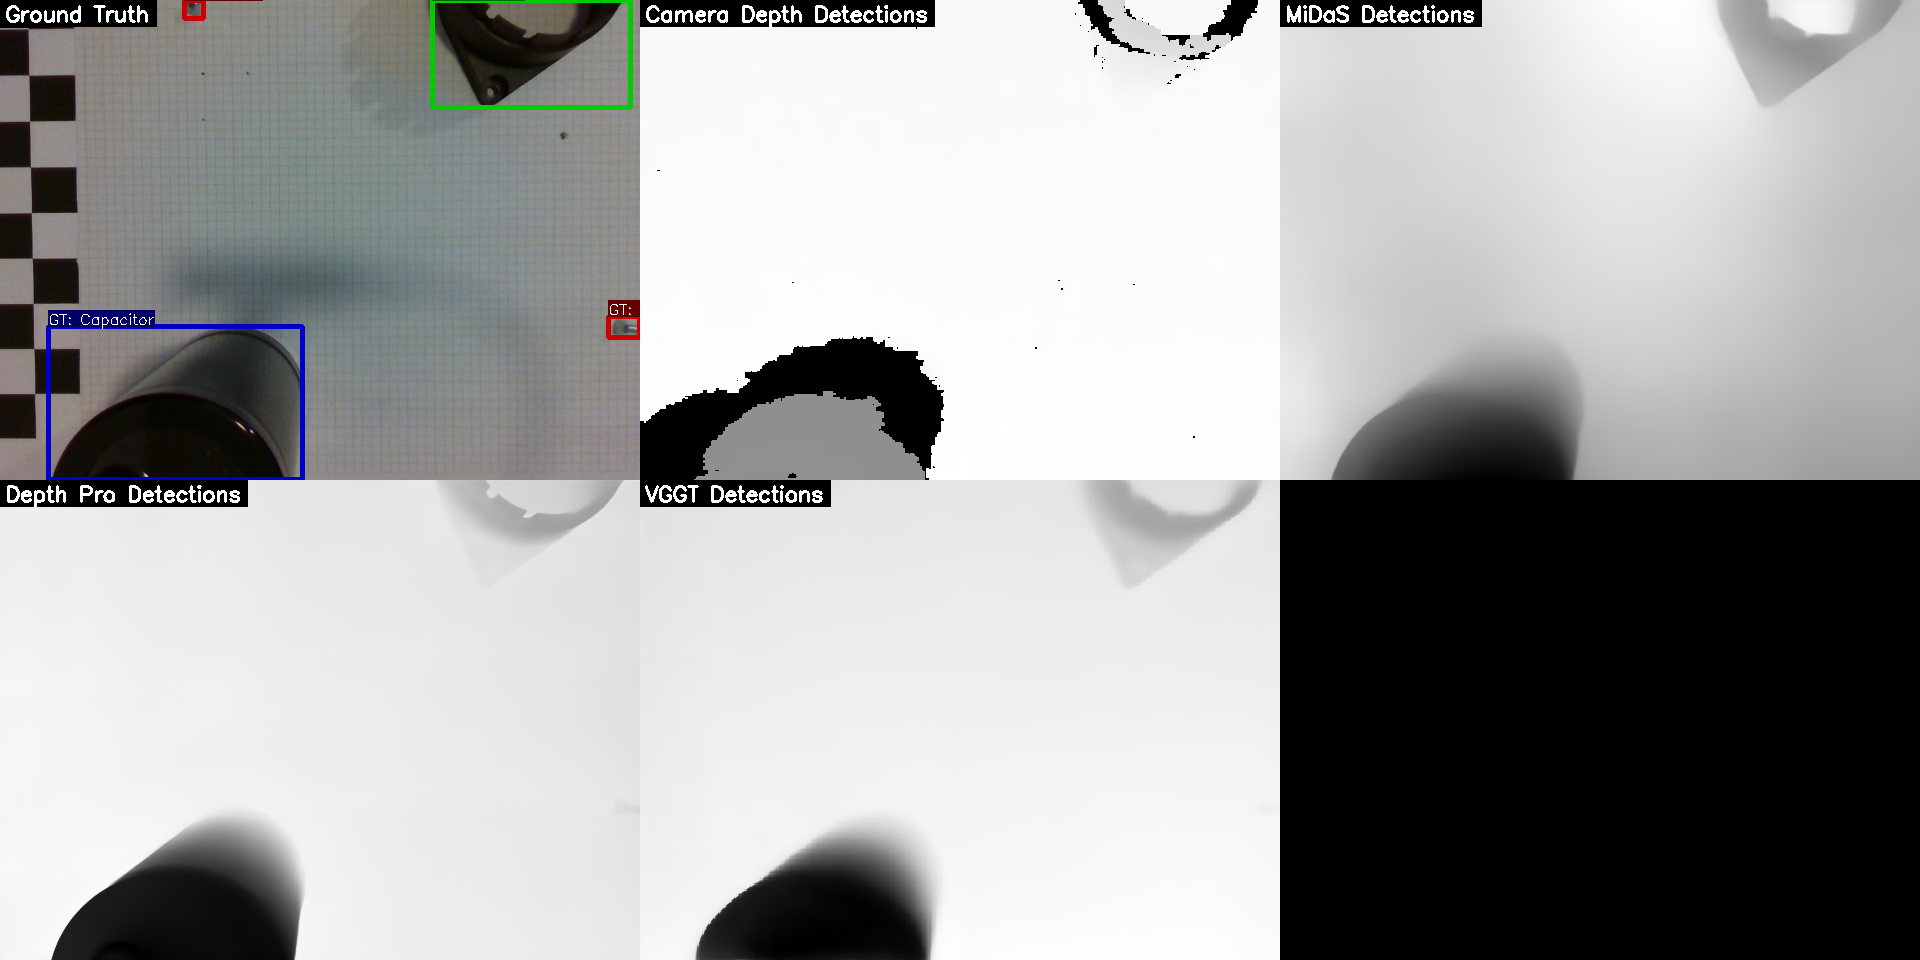 Ground Truth
Camera Depth Detections
MiDaS Detections
GT: Capacitor
GT:
Depth Pro Detections
VGGT Detections